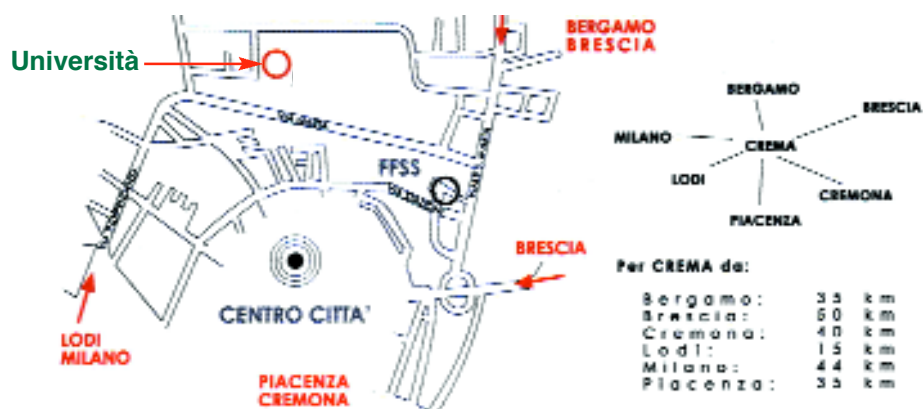 BERGAMO
BRESCIA
Università
FFSS
BRESCIA
CENTRO CITTA'
LODI
MILANO
PIACENZA
CREMONA
BERGAMO
BRESCIA
MILANO
CREMA
LODI
CREMONA
PIACENZA
Per CREMA da:
Bergamo: 35 km
Brescia: 50 km
Cremona: 40 km
Lodi: 15 km
Milano: 44 km
Piacenza: 35 km